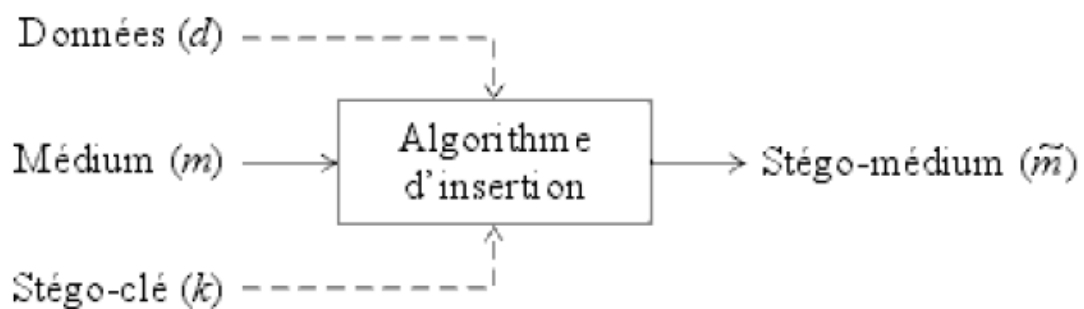 Données (d)
Médium (m)
Algorithme
d'insertion
Stégo-médium (m̃)
Stégo-clé (k)